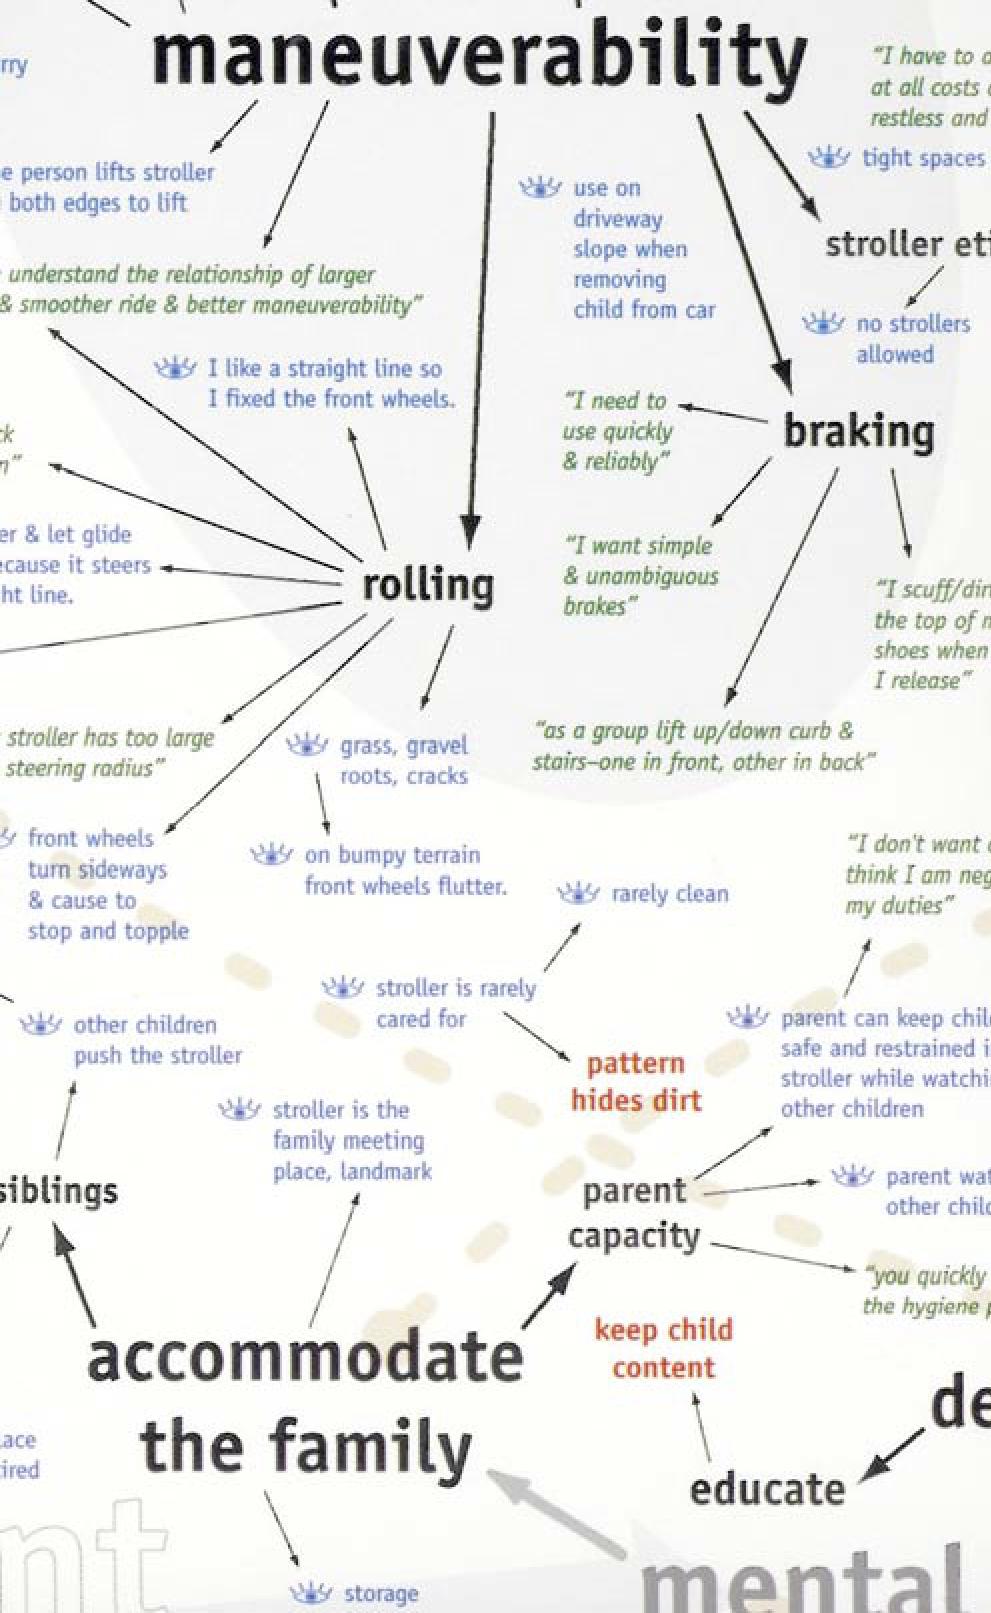 maneuverability
rry
"I have to
at all costs
restless and
tight spaces
person lifts stroller
both edges to lift
use on
driveway
slope when
removing
child from car
stroller eti
understand the relationship of larger
& smoother ride & better maneuverability"
no strollers
allowed
I like a straight line so
I fixed the front wheels.
"I need to
use quickly
& reliably"
braking
ck
n"
er & let glide
ecause it steers
ht line.
rolling
"I want simple
& unambiguous
brakes"
"I scuff/dir
the top of m
shoes when
I release"
stroller has too large
steering radius"
grass, gravel
roots, cracks
"as a group lift up/down curb &
stairs–one in front, other in back"
front wheels
turn sideways
& cause to
stop and topple
on bumpy terrain
front wheels flutter.
"I don't want
think I am neg
my duties"
rarely clean
stroller is rarely
cared for
other children
push the stroller
parent can keep chil
safe and restrained i
stroller while watchi
other children
pattern
hides dirt
stroller is the
family meeting
place, landmark
siblings
parent
capacity
parent wat
other chil
"you quickly
the hygiene p
accommodate
the family
keep child
content
de
lace
ired
educate
nt
mental
storage